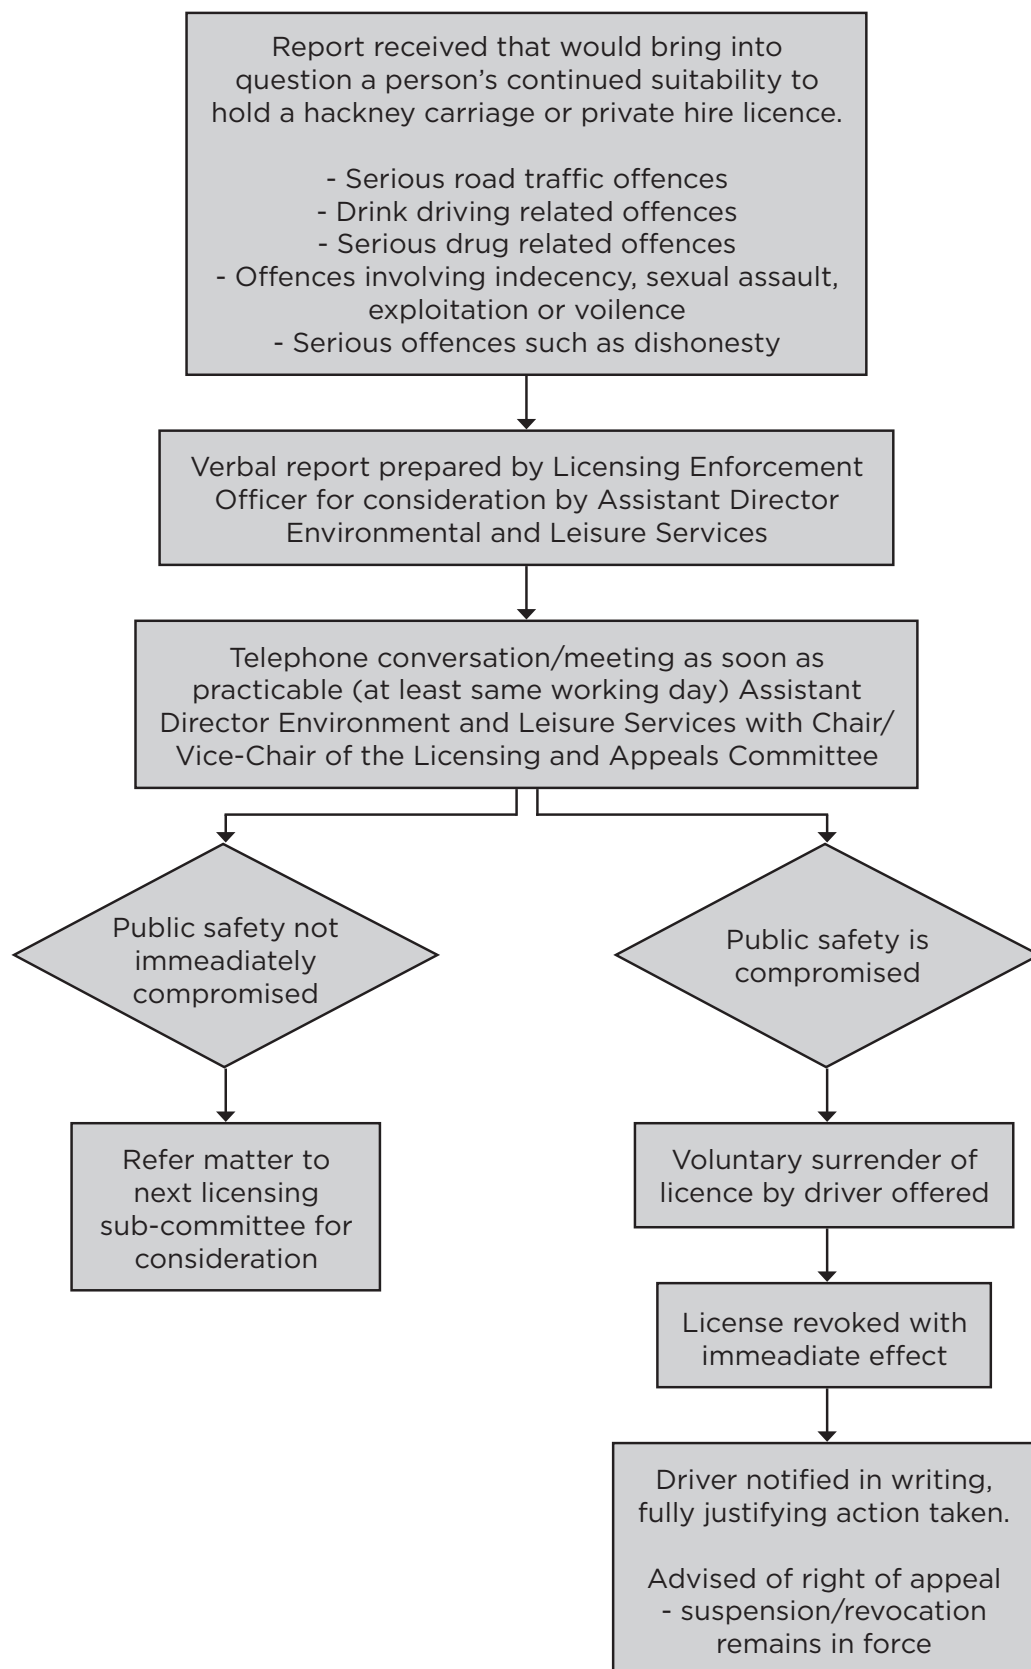 Report received that would bring into
question a person’s continued suitability to
hold a hackney carriage or private hire licence.
- Serious road traffic offences
- Drink driving related offences
- Serious drug related offences
- Offences involving indecency, sexual assault,
exploitation or voilence
- Serious offences such as dishonesty
Verbal report prepared by Licensing Enforcement
Officer for consideration by Assistant Director
Environmental and Leisure Services
Telephone conversation/meeting as soon as
practicable (at least same working day) Assistant
Director Environment and Leisure Services with Chair/
Vice-Chair of the Licensing and Appeals Committee
Public safety not
immeadiately
compromised
Refer matter to
next licensing
sub-committee for
consideration
Public safety is
compromised
Voluntary surrender of
licence by driver offered
License revoked with
immeadiate effect
Driver notified in writing,
fully justifying action taken.
Advised of right of appeal
- suspension/revocation
remains in force